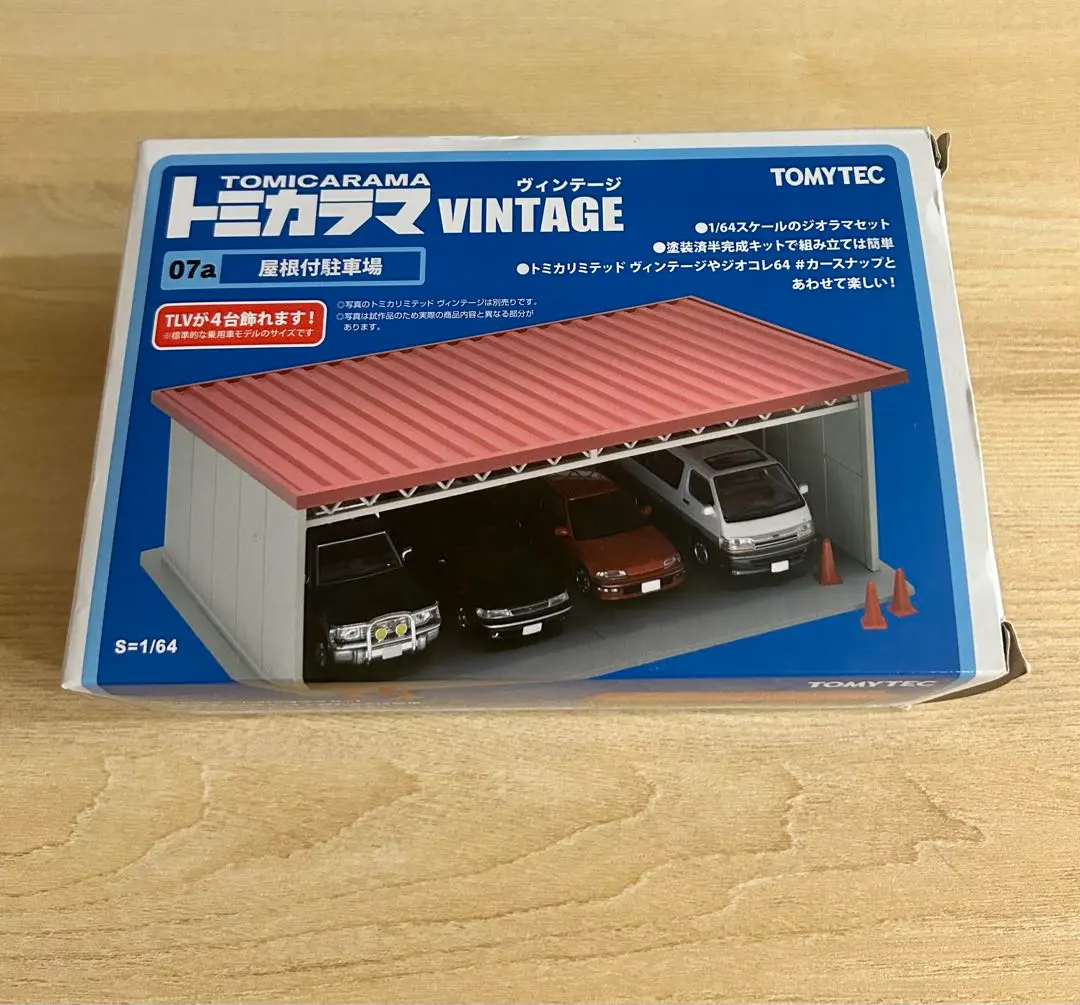 TOMICARAMA
トミカラマ
ヴィンテージ
VINTAGE
TOMYTEC
07a 屋根付駐車場
●1/64スケールのジオラマセット
●塗装済半完成キットで組み立ては簡単
●トミカリミテッド ヴィンテージやジオコレ64 #カースナップと
あわせて楽しい!
TLVが4台飾れます!
※標準的な乗用車モデルのサイズです
○写真のトミカリミテッド ヴィンテージは別売りです。
○写真は試作品のため実際の商品内容と異なる部分が
あります。
S=1/64
TOMYTEC